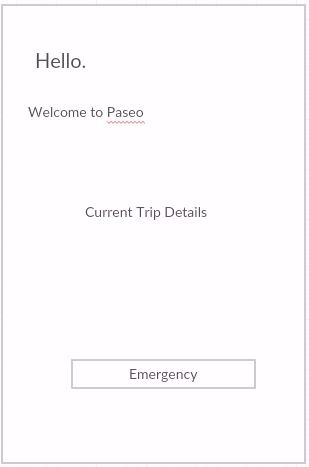 Hello.
Welcome to Paseo
Current Trip Details
Emergency